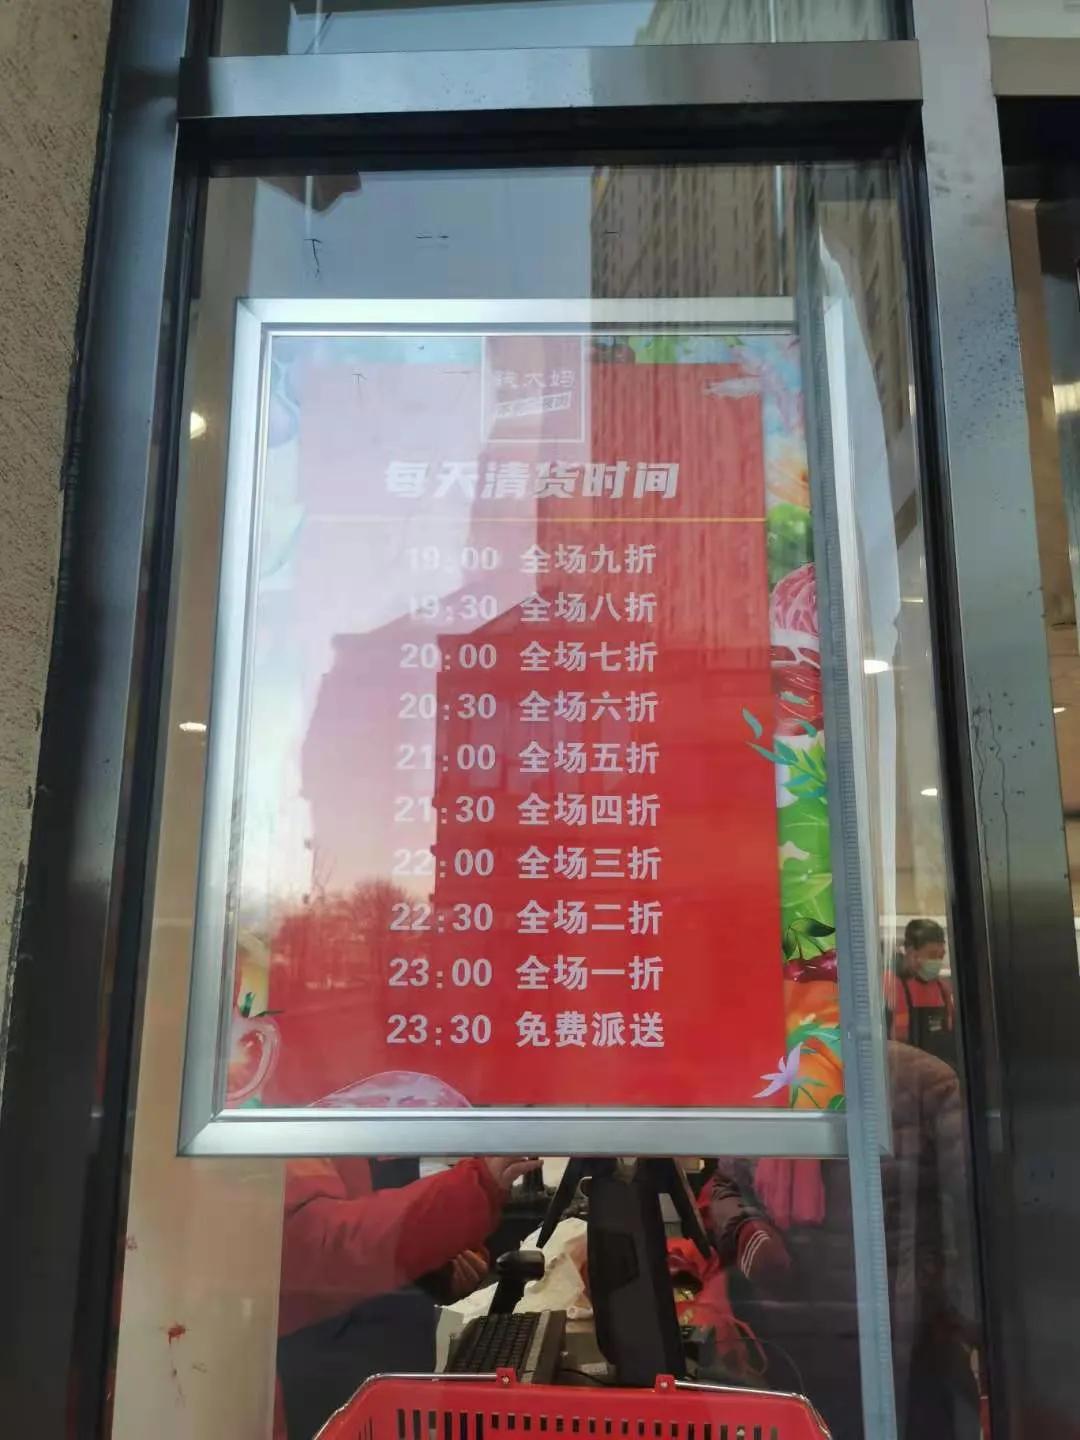 钱大妈
每天清货时间
19:00 全场九折
19:30 全场八折
20:00 全场七折
20:30 全场六折
21:00 全场五折
21:30 全场四折
22:00 全场三折
22:30 全场二折
23:00 全场一折
23:30 免费派送